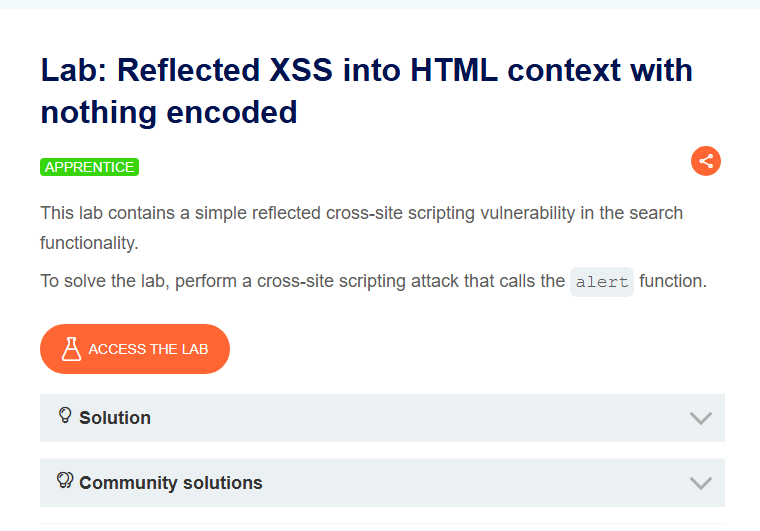 Lab: Reflected XSS into HTML context with
nothing encoded
APPRENTICE
This lab contains a simple reflected cross-site scripting vulnerability in the search
functionality.
To solve the lab, perform a cross-site scripting attack that calls the alert function.
ACCESS THE LAB
Solution
Community solutions